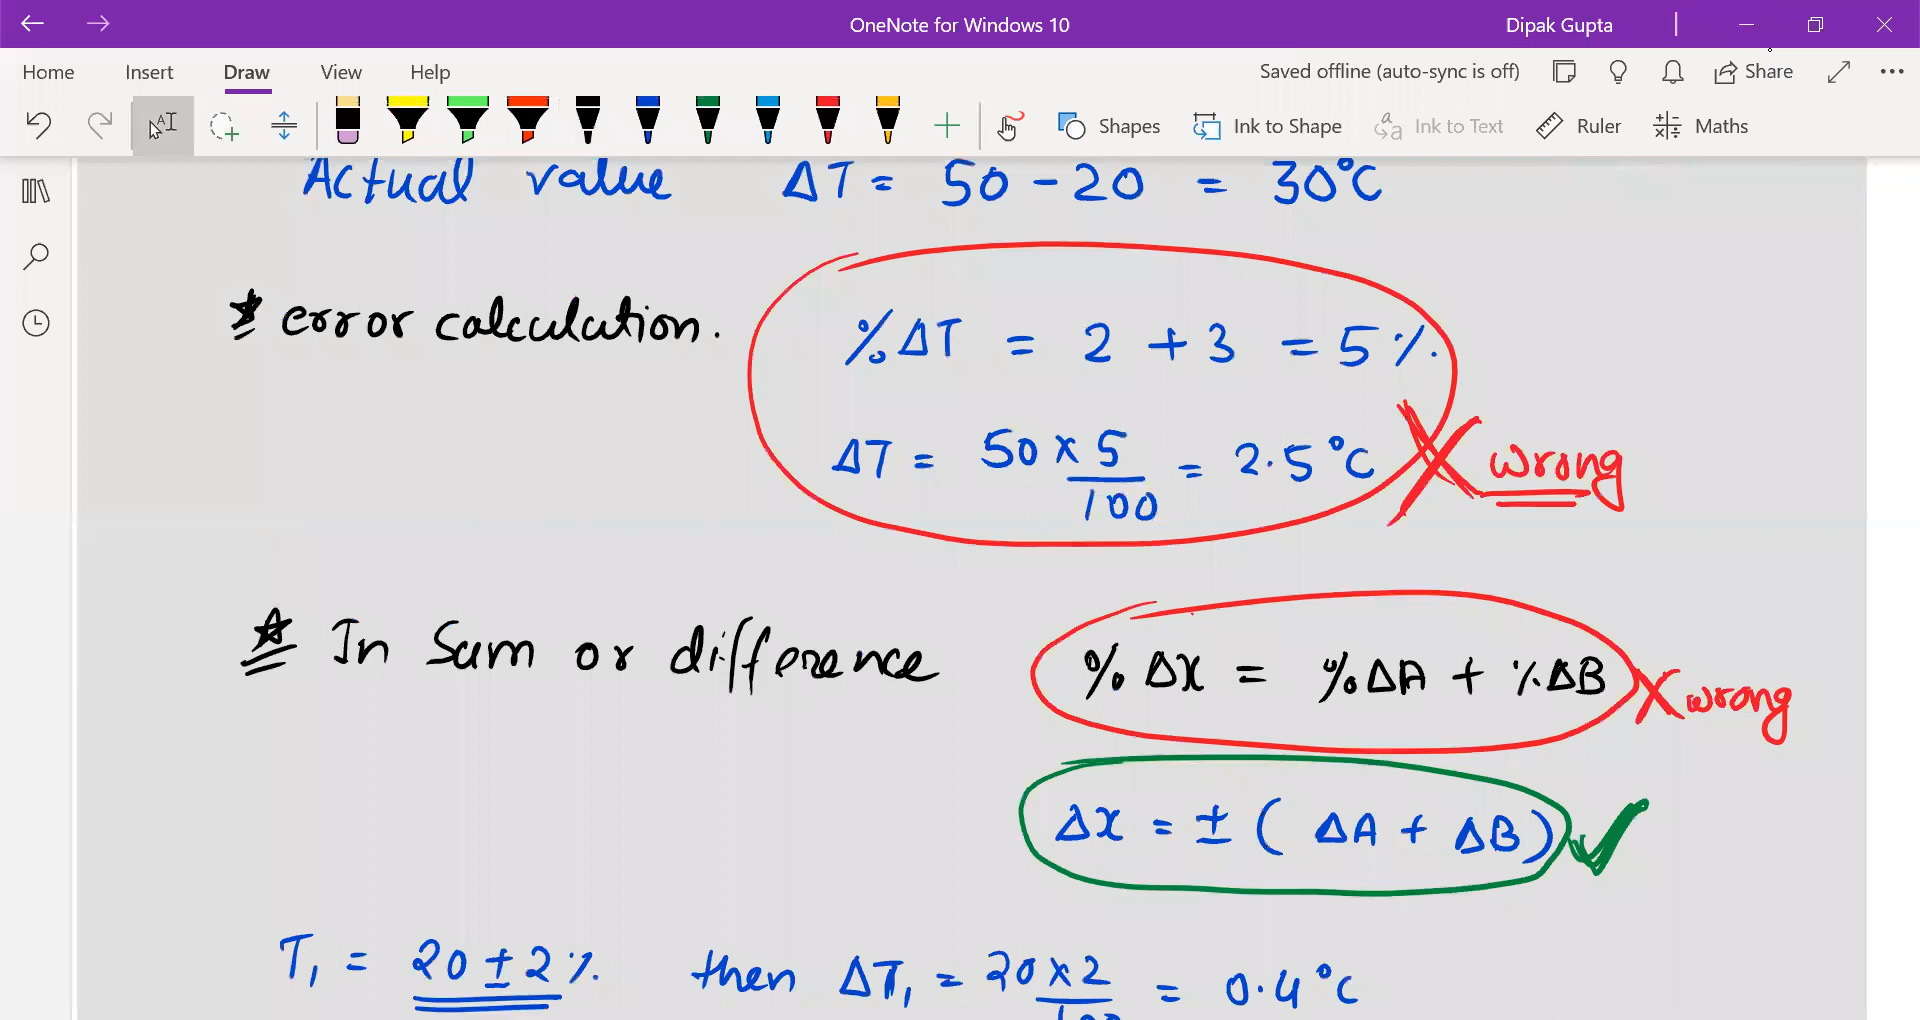 OneNote for Windows 10
Dipak Gupta
Home Insert Draw View Help
Saved offline (auto-sync is off) Share
Shapes Ink to Shape Ink to Text Ruler Maths
Actual value ΔT = 50 - 20 = 30°C
* error calculation.
% ΔT = 2 + 3 = 5 %.
ΔT = 50 x 5 / 100 = 2.5 °C
X wrong
* In Sum or difference
% Δx = % ΔA + % ΔB
X wrong
Δx = ± ( ΔA + ΔB ) ✓
T₁ = 20 ± 2 %. then ΔT₁ = 20 x 2 / 100 = 0.4 °C